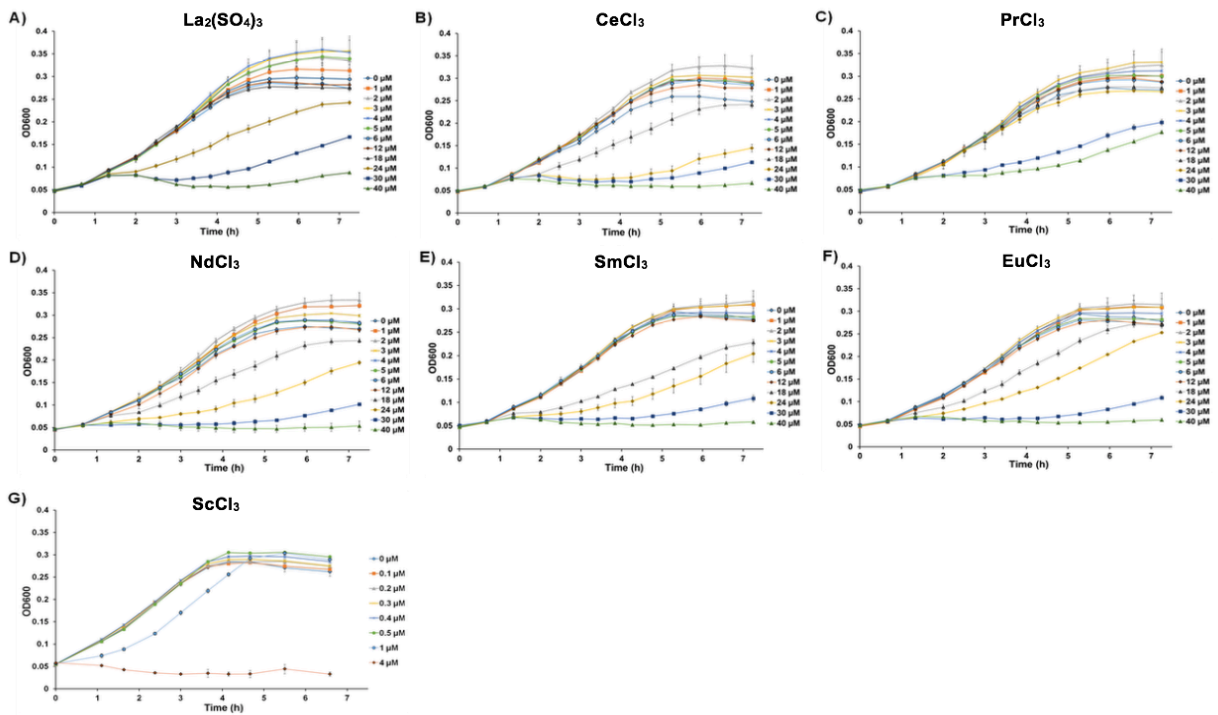 A) La₂(SO₄)₃
0.4
0.35
0.3
0.25
0.2
0.15
0.1
0.05
0
OD600
0 1 2 3 4 5 6 7
Time (h)
0 µM
1 µM
2 µM
3 µM
4 µM
5 µM
6 µM
12 µM
18 µM
24 µM
30 µM
40 µM
B) CeCl₃
0.4
0.35
0.3
0.25
0.2
0.15
0.1
0.05
0
OD600
0 1 2 3 4 5 6 7
Time (h)
0 µM
1 µM
2 µM
3 µM
4 µM
5 µM
6 µM
12 µM
18 µM
24 µM
30 µM
40 µM
C) PrCl₃
0.4
0.35
0.3
0.25
0.2
0.15
0.1
0.05
0
OD600
0 1 2 3 4 5 6 7
Time (h)
0 µM
1 µM
2 µM
3 µM
4 µM
5 µM
6 µM
12 µM
18 µM
24 µM
30 µM
40 µM
D) NdCl₃
0.4
0.35
0.3
0.25
0.2
0.15
0.1
0.05
0
OD600
0 1 2 3 4 5 6 7
Time (h)
0 µM
1 µM
2 µM
3 µM
4 µM
5 µM
6 µM
12 µM
18 µM
24 µM
30 µM
40 µM
E) SmCl₃
0.4
0.35
0.3
0.25
0.2
0.15
0.1
0.05
0
OD600
0 1 2 3 4 5 6 7
Time (h)
0 µM
1 µM
2 µM
3 µM
4 µM
5 µM
6 µM
12 µM
18 µM
24 µM
30 µM
40 µM
F) EuCl₃
0.4
0.35
0.3
0.25
0.2
0.15
0.1
0.05
0
OD600
0 1 2 3 4 5 6 7
Time (h)
0 µM
1 µM
2 µM
3 µM
4 µM
5 µM
6 µM
12 µM
18 µM
24 µM
30 µM
40 µM
G) ScCl₃
0.4
0.35
0.3
0.25
0.2
0.15
0.1
0.05
0
OD600
0 1 2 3 4 5 6 7
Time (h)
0 µM
0.1 µM
0.2 µM
0.3 µM
0.4 µM
0.5 µM
1 µM
4 µM